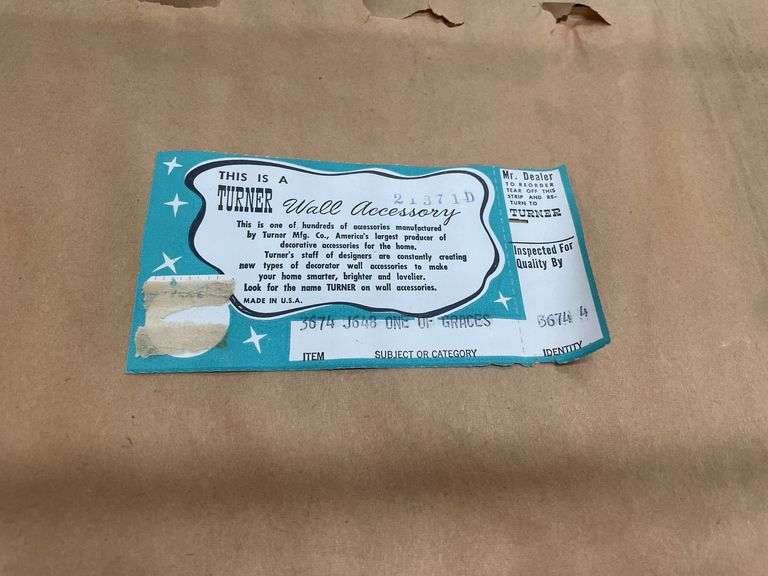 THIS IS A
TURNER Wall Accessory
21371D
This is one of hundreds of accessories manufactured
by Turner Mfg. Co., America's largest producer of
decorative accessories for the home.
Turner's staff of designers are constantly creating
new types of decorator wall accessories to make
your home smarter, brighter and lovelier.
Look for the name TURNER on wall accessories.
MADE IN U.S.A.
3674 J648 ONE OF GRACES
ITEM SUBJECT OR CATEGORY
Mr. Dealer
TO REORDER
TEAR OFF THIS
STRIP AND RE-
TURN TO
TURNER
Inspected For
Quality By
3674 4
IDENTITY